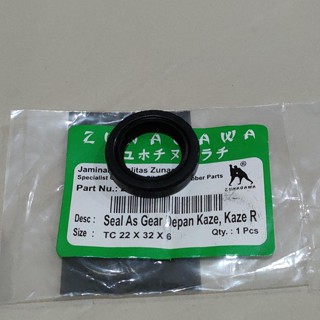 ZUNAGAWA
ユホチヌ ラチ
Jaminan
litas Zuna
Specialist
ber Parts
Part No.:
ZUNAGAWA
Desc : Seal As Gear Depan Kaze, Kaze R
Size : TC 22 X 32 X 6
Qty. : 1 Pcs